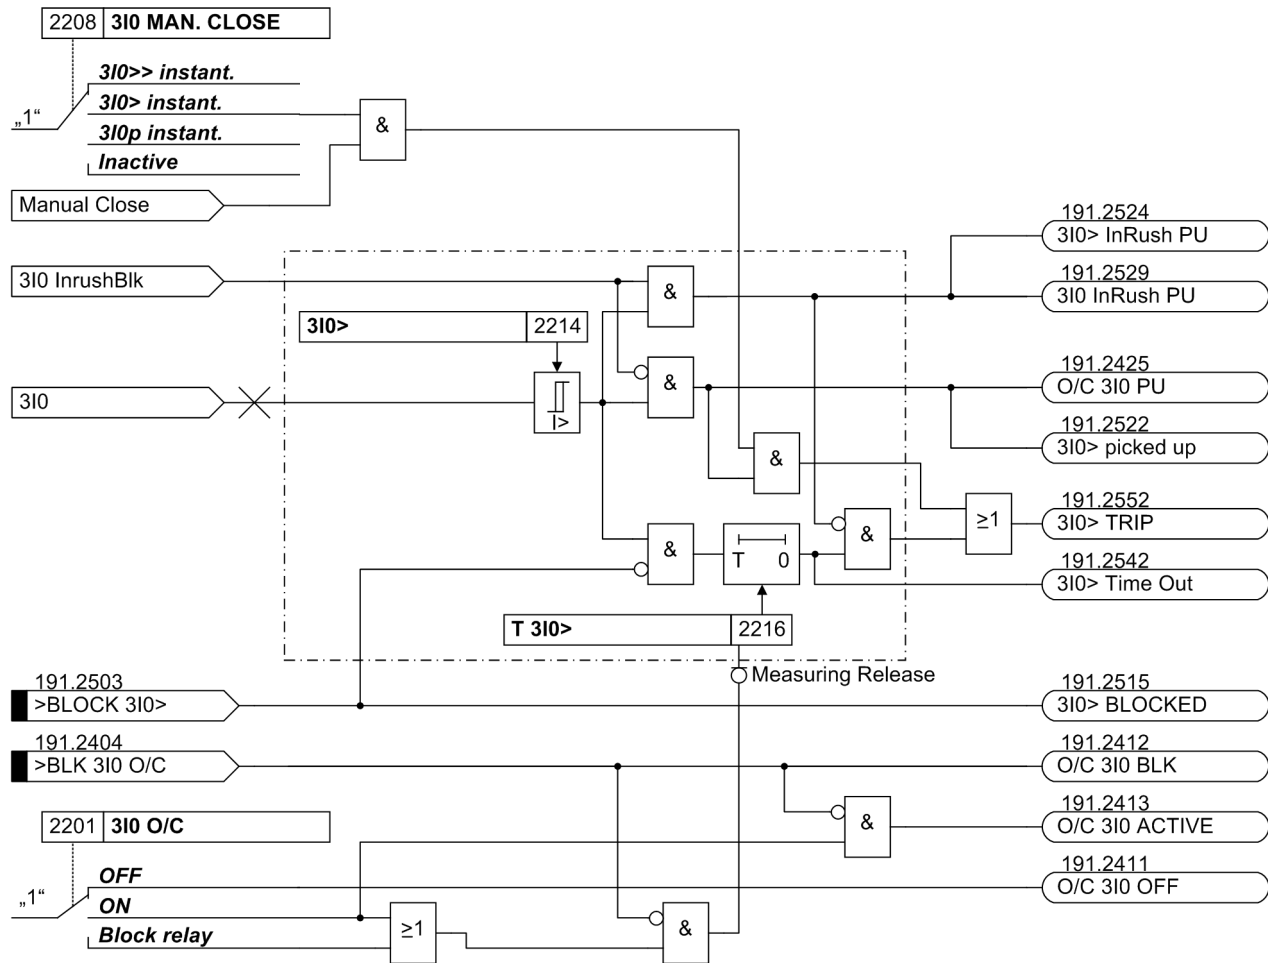 2208 3I0 MAN. CLOSE
3I0>> instant.
„1“
3I0> instant.
3I0p instant.
Inactive
&
Manual Close
191.2524
3I0> InRush PU
3I0 InrushBlk
&
191.2529
3I0 InRush PU
3I0> 2214
3I0
I>
&
191.2425
O/C 3I0 PU
191.2522
3I0> picked up
&
&
T 0
&
≥1
191.2552
3I0> TRIP
191.2542
3I0> Time Out
T 3I0> 2216
Measuring Release
191.2503
>BLOCK 3I0>
191.2515
3I0> BLOCKED
191.2404
>BLK 3I0 O/C
191.2412
O/C 3I0 BLK
2201 3I0 O/C
&
191.2413
O/C 3I0 ACTIVE
OFF
191.2411
O/C 3I0 OFF
„1“
ON
Block relay
≥1
&